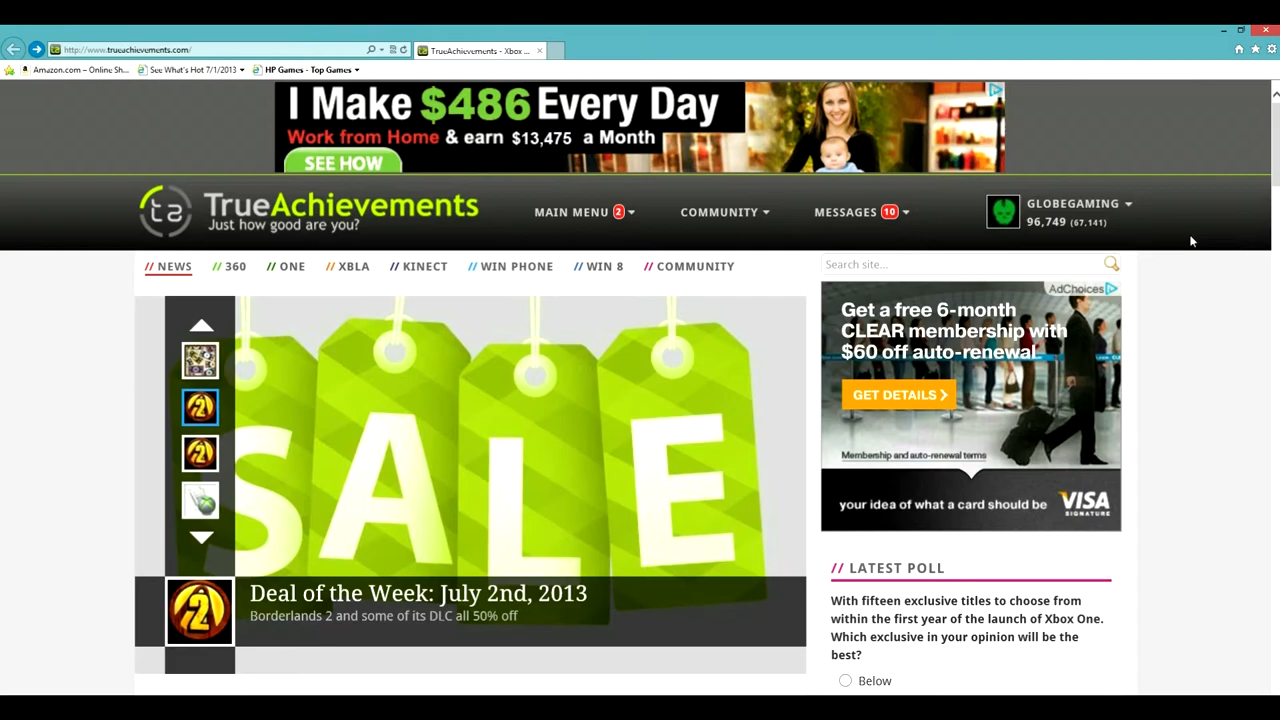 http://www.trueachievements.com/
TrueAchievements - Xbox ...
Amazon.com – Online Sh...
See What's Hot 7/1/2013
HP Games - Top Games
I Make $486 Every Day
Work from Home & earn $13,475 a Month
SEE HOW
TrueAchievements
Just how good are you?
MAIN MENU 2
COMMUNITY
MESSAGES 10
GLOBEGAMING
96,749 (67,141)
// NEWS
// 360
// ONE
// XBLA
// KINECT
// WIN PHONE
// WIN 8
// COMMUNITY
Search site...
SALE
Deal of the Week: July 2nd, 2013
Borderlands 2 and some of its DLC all 50% off
AdChoices
Get a free 6-month
CLEAR membership with
$60 off auto-renewal
GET DETAILS
Membership and auto-renewal terms
your idea of what a card should be
VISA
SIGNATURE
// LATEST POLL
With fifteen exclusive titles to choose from
within the first year of the launch of Xbox One.
Which exclusive in your opinion will be the
best?
Below